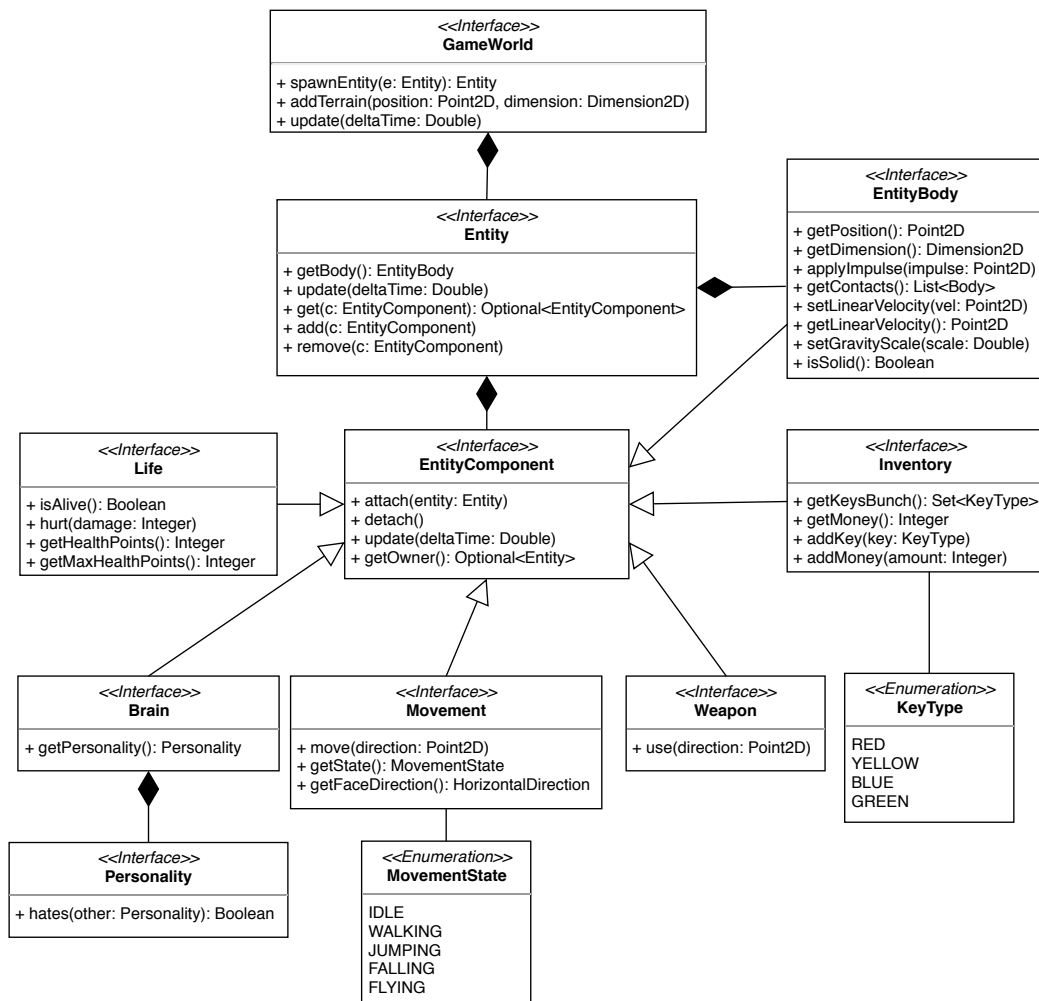 <<Interface>>
GameWorld
+ spawnEntity(e: Entity): Entity
+ addTerrain(position: Point2D, dimension: Dimension2D)
+ update(deltaTime: Double)
<<Interface>>
EntityBody
+ getPosition(): Point2D
+ getDimension(): Dimension2D
+ applyImpulse(impulse: Point2D)
+ getContacts(): List<Body>
+ setLinearVelocity(vel: Point2D)
+ getLinearVelocity(): Point2D
+ setGravityScale(scale: Double)
+ isSolid(): Boolean
<<Interface>>
Entity
+ getBody(): EntityBody
+ update(deltaTime: Double)
+ get(c: EntityComponent): Optional<EntityComponent>
+ add(c: EntityComponent)
+ remove(c: EntityComponent)
<<Interface>>
Life
+ isAlive(): Boolean
+ hurt(damage: Integer)
+ getHealthPoints(): Integer
+ getMaxHealthPoints(): Integer
<<Interface>>
EntityComponent
+ attach(entity: Entity)
+ detach()
+ update(deltaTime: Double)
+ getOwner(): Optional<Entity>
<<Interface>>
Inventory
+ getKeysBunch(): Set<KeyType>
+ getMoney(): Integer
+ addKey(key: KeyType)
+ addMoney(amount: Integer)
<<Interface>>
Brain
+ getPersonality(): Personality
<<Interface>>
Movement
+ move(direction: Point2D)
+ getState(): MovementState
+ getFaceDirection(): HorizontalDirection
<<Interface>>
Weapon
+ use(direction: Point2D)
<<Enumeration>>
KeyType
RED
YELLOW
BLUE
GREEN
<<Interface>>
Personality
+ hates(other: Personality): Boolean
<<Enumeration>>
MovementState
IDLE
WALKING
JUMPING
FALLING
FLYING